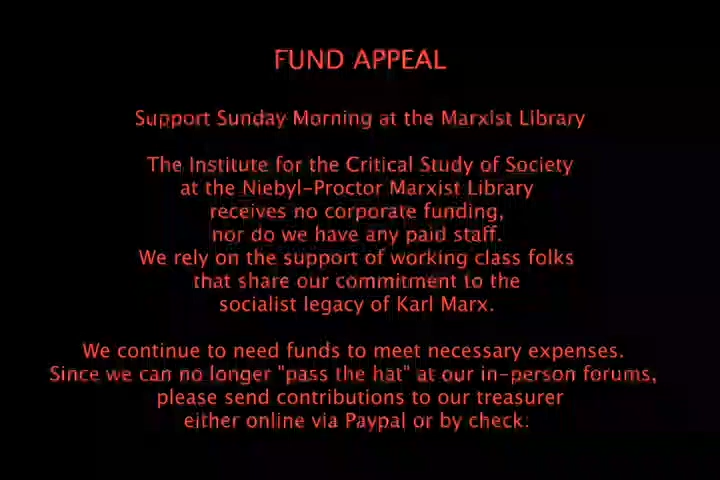 FUND APPEAL
Support Sunday Morning at the Marxist Library
The Institute for the Critical Study of Society
at the Niebyl-Proctor Marxist Library
receives no corporate funding,
nor do we have any paid staff.
We rely on the support of working class folks
that share our commitment to the
socialist legacy of Karl Marx.
We continue to need funds to meet necessary expenses.
Since we can no longer "pass the hat" at our in-person forums,
please send contributions to our treasurer
either online via Paypal or by check: